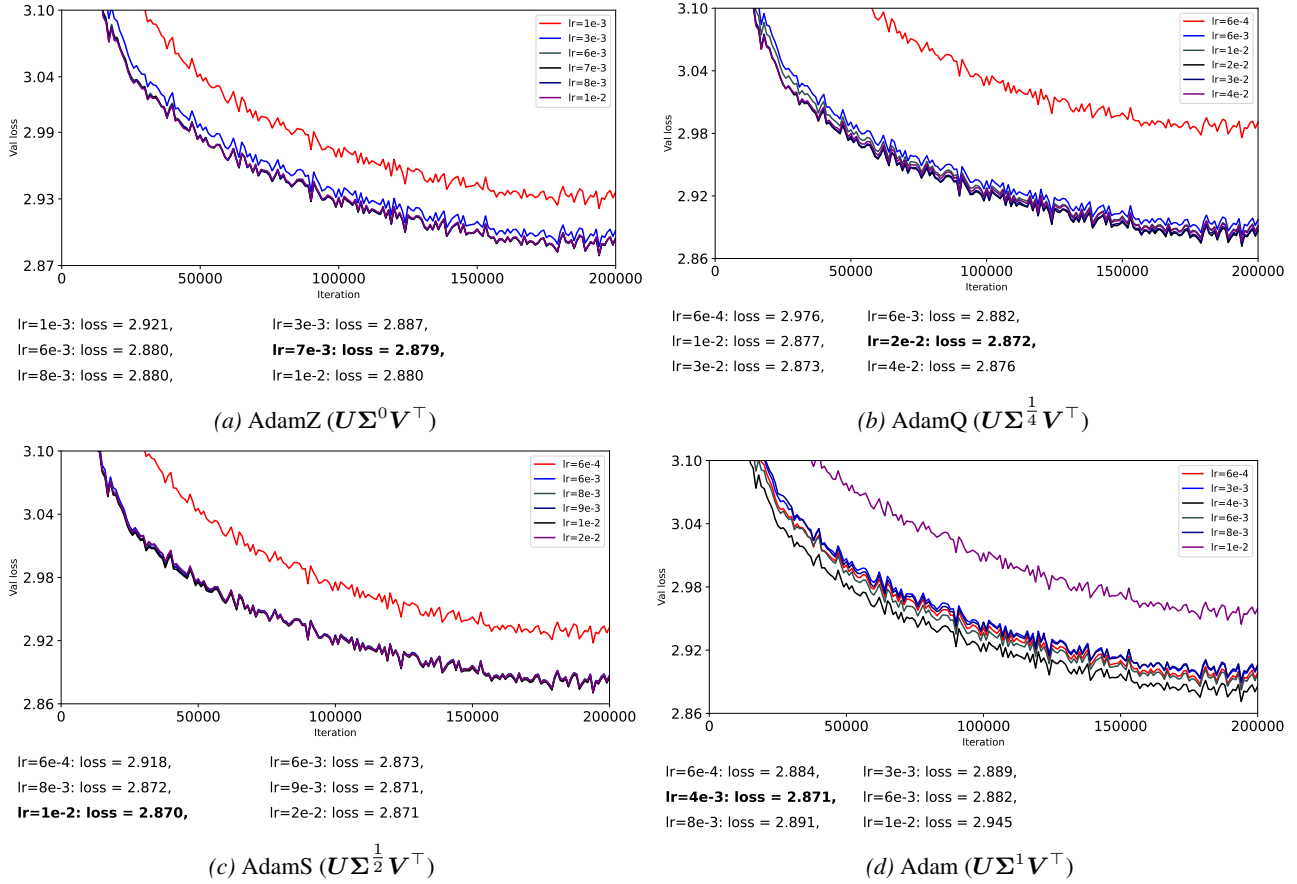 3.10
3.04
2.99
2.93
2.87
Val loss
0 50000 100000 150000 200000
Iteration
lr=1e-3
lr=3e-3
lr=6e-3
lr=7e-3
lr=8e-3
lr=1e-2
lr=1e-3: loss = 2.921, lr=3e-3: loss = 2.887,
lr=6e-3: loss = 2.880, lr=7e-3: loss = 2.879,
lr=8e-3: loss = 2.880, lr=1e-2: loss = 2.880
(a) AdamZ (UΣ⁰V⊤)
3.10
3.04
2.98
2.92
2.86
Val loss
0 50000 100000 150000 200000
Iteration
lr=6e-4
lr=6e-3
lr=1e-2
lr=2e-2
lr=3e-2
lr=4e-2
lr=6e-4: loss = 2.976, lr=6e-3: loss = 2.882,
lr=1e-2: loss = 2.877, lr=2e-2: loss = 2.872,
lr=3e-2: loss = 2.873, lr=4e-2: loss = 2.876
(b) AdamQ (UΣ^{1/4}V⊤)
3.10
3.04
2.98
2.92
2.86
Val loss
0 50000 100000 150000 200000
Iteration
lr=6e-4
lr=6e-3
lr=8e-3
lr=9e-3
lr=1e-2
lr=2e-2
lr=6e-4: loss = 2.918, lr=6e-3: loss = 2.873,
lr=8e-3: loss = 2.872, lr=9e-3: loss = 2.871,
lr=1e-2: loss = 2.870, lr=2e-2: loss = 2.871
(c) AdamS (UΣ^{1/2}V⊤)
3.10
3.04
2.98
2.92
2.86
Val loss
0 50000 100000 150000 200000
Iteration
lr=6e-4
lr=3e-3
lr=4e-3
lr=6e-3
lr=8e-3
lr=1e-2
lr=6e-4: loss = 2.884, lr=3e-3: loss = 2.889,
lr=4e-3: loss = 2.871, lr=6e-3: loss = 2.882,
lr=8e-3: loss = 2.891, lr=1e-2: loss = 2.945
(d) Adam (UΣ¹V⊤)